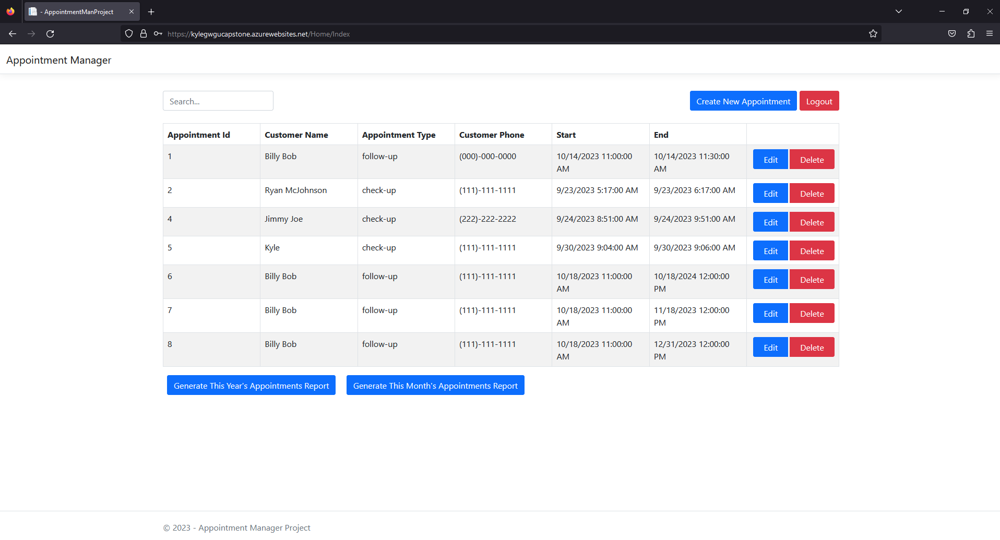 - AppointmentManProject
https://kylegwgucapstone.azurewebsites.net/Home/Index
Appointment Manager
Search...
Create New Appointment Logout
Appointment Id Customer Name Appointment Type Customer Phone Start End
1 Billy Bob follow-up (000)-000-0000 10/14/2023 11:00:00 10/14/2023 11:30:00 Edit Delete
AM AM
2 Ryan McJohnson check-up (111)-111-1111 9/23/2023 5:17:00 AM 9/23/2023 6:17:00 AM Edit Delete
4 Jimmy Joe check-up (222)-222-2222 9/24/2023 8:51:00 AM 9/24/2023 9:51:00 AM Edit Delete
5 Kyle check-up (111)-111-1111 9/30/2023 9:04:00 AM 9/30/2023 9:06:00 AM Edit Delete
6 Billy Bob follow-up (111)-111-1111 10/18/2023 11:00:00 10/18/2024 12:00:00 Edit Delete
AM PM
7 Billy Bob follow-up (111)-111-1111 10/18/2023 11:00:00 11/18/2023 12:00:00 Edit Delete
AM PM
8 Billy Bob follow-up (111)-111-1111 10/18/2023 11:00:00 12/31/2023 12:00:00 Edit Delete
AM PM
Generate This Year's Appointments Report Generate This Month's Appointments Report
© 2023 - Appointment Manager Project